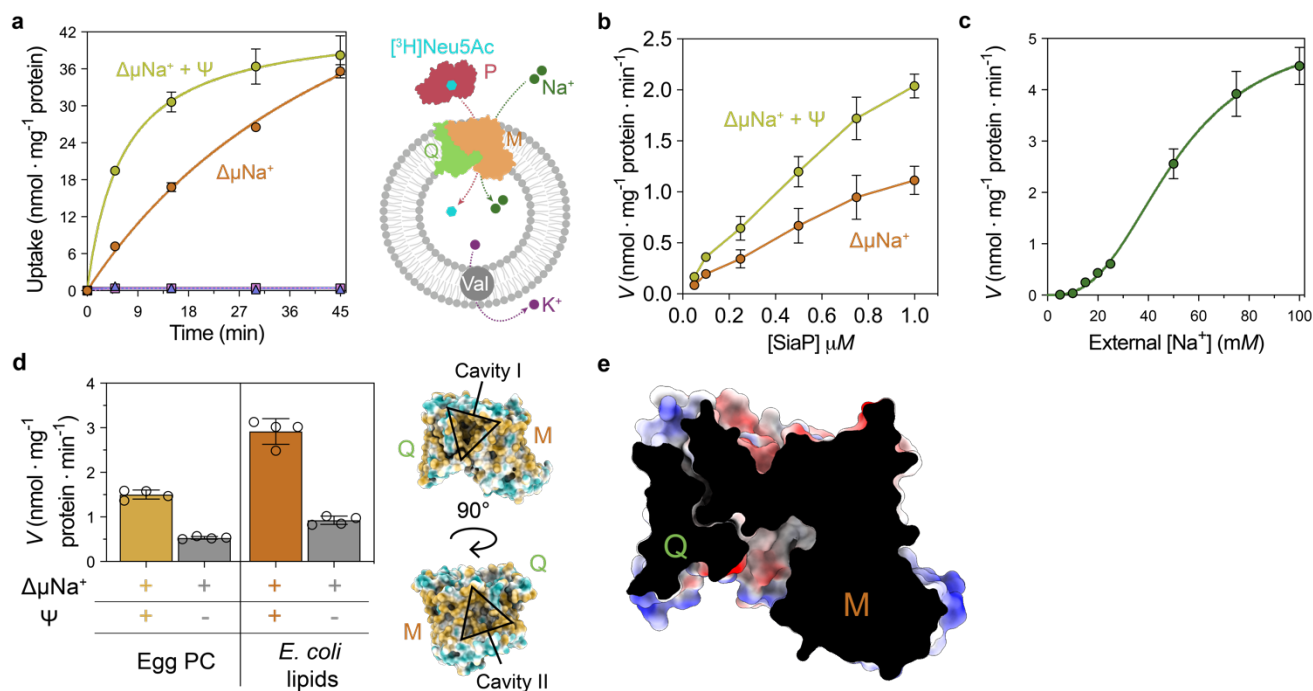 a
42
36
30
24
18
12
6
0
0 9 18 27 36 45
Uptake (nmol · mg⁻¹ protein)
Time (min)
ΔμNa⁺ + Ψ
ΔμNa⁺
[³H]Neu5Ac
P
Na⁺
Q
M
Val
K⁺
b
2.5
2.0
1.5
1.0
0.5
0.0
0.0 0.2 0.4 0.6 0.8 1.0
V (nmol · mg⁻¹ protein · min⁻¹)
[SiaP] μM
ΔμNa⁺ + Ψ
ΔμNa⁺
c
5
4
3
2
1
0
0 20 40 60 80 100
V (nmol · mg⁻¹ protein · min⁻¹)
External [Na⁺] (mM)
d
4
3
2
1
0
V (nmol · mg⁻¹
protein · min⁻¹)
ΔμNa⁺ + + + +
Ψ + - + -
Egg PC
E. coli
lipids
Cavity I
Q
M
90°
Q
M
Cavity II
e
Q
M